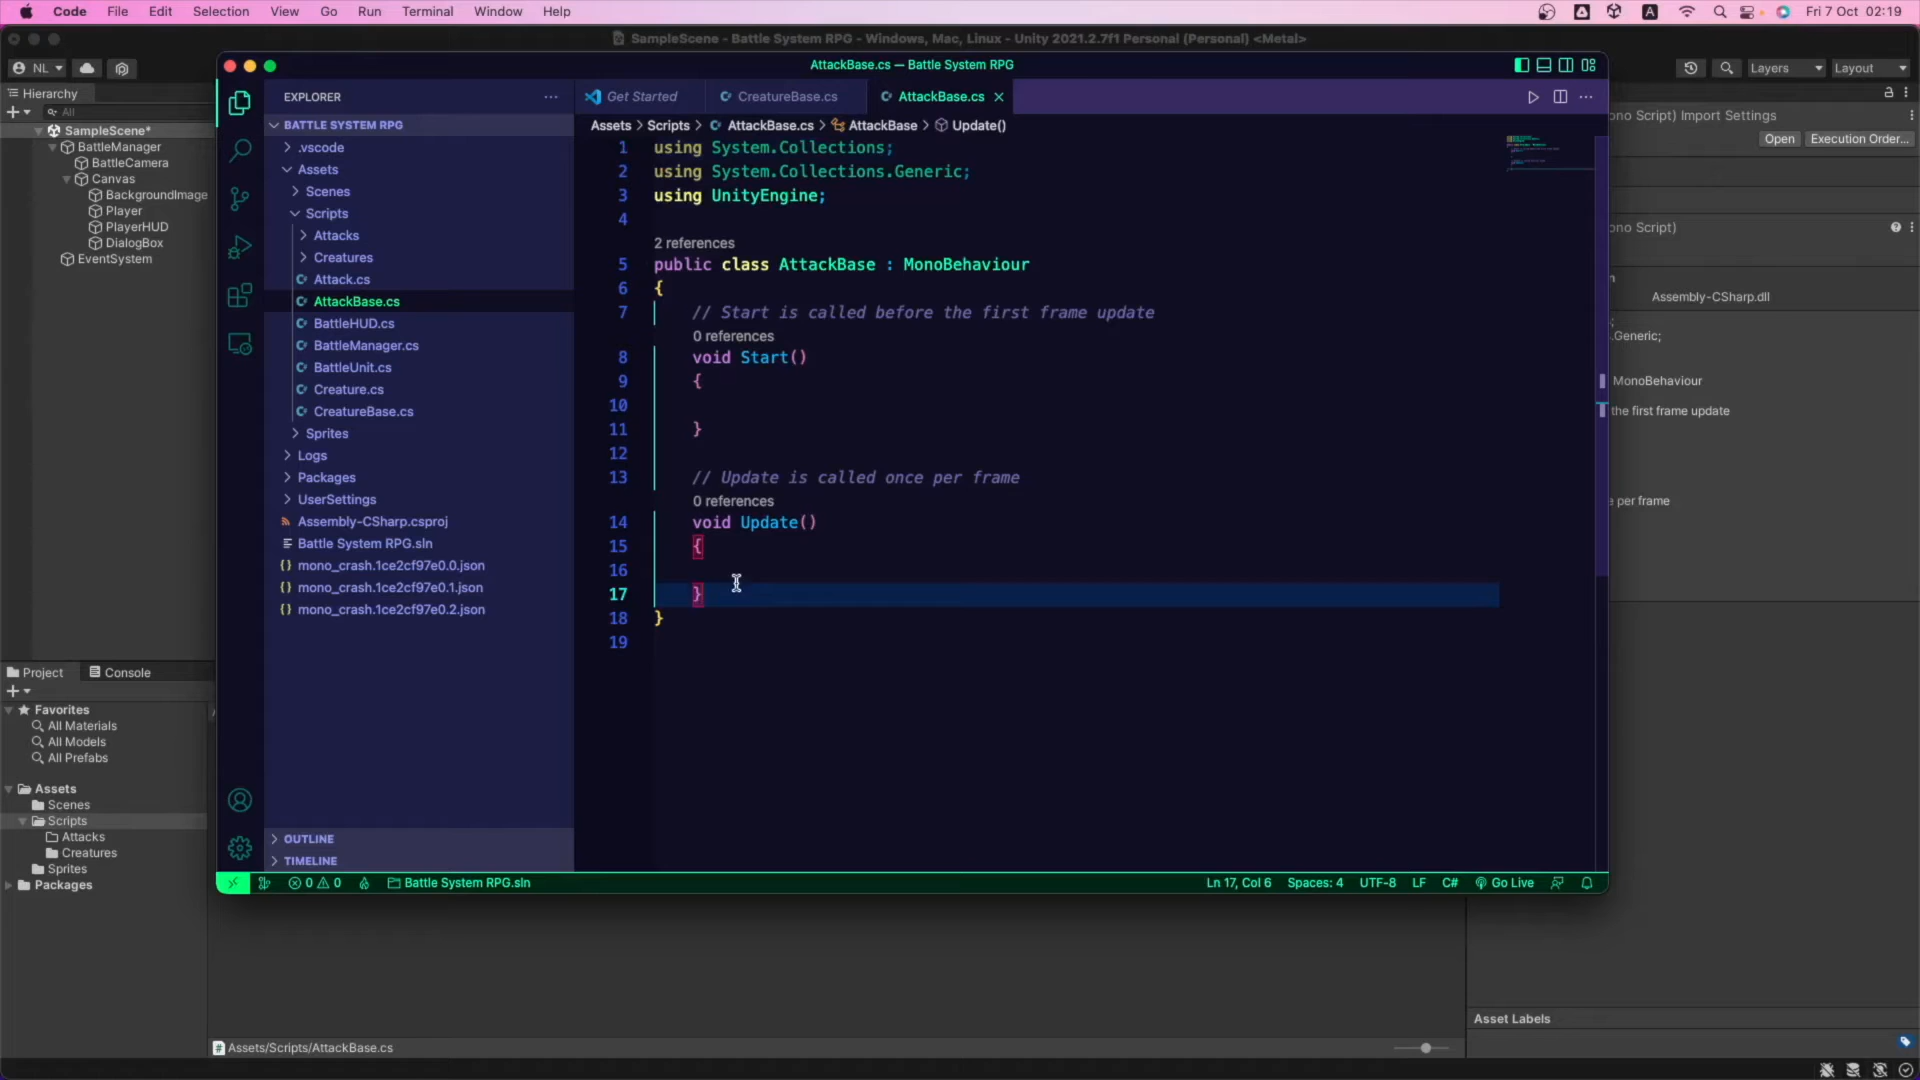 Code File Edit Selection View Go Run Terminal Window Help
A Fri 7 Oct 02:19
SampleScene - Battle System RPG - Windows, Mac, Linux - Unity 2021.2.7f1 Personal (Personal) <Metal>
NL
Layers
Layout
Hierarchy
All
SampleScene*
BattleManager
BattleCamera
Canvas
BackgroundImage
Player
PlayerHUD
DialogBox
EventSystem
AttackBase.cs — Battle System RPG
EXPLORER
BATTLE SYSTEM RPG
.vscode
Assets
Scenes
Scripts
Attacks
Creatures
Attack.cs
AttackBase.cs
BattleHUD.cs
BattleManager.cs
BattleUnit.cs
Creature.cs
CreatureBase.cs
Sprites
Logs
Packages
UserSettings
Assembly-CSharp.csproj
Battle System RPG.sln
{} mono_crash.1ce2cf97e0.0.json
{} mono_crash.1ce2cf97e0.1.json
{} mono_crash.1ce2cf97e0.2.json
OUTLINE
TIMELINE
Get Started
CreatureBase.cs
AttackBase.cs
Assets > Scripts > AttackBase.cs > AttackBase > Update()
1 using System.Collections;
2 using System.Collections.Generic;
3 using UnityEngine;
4
2 references
5 public class AttackBase : MonoBehaviour
6 {
7 // Start is called before the first frame update
0 references
8 void Start()
9 {
10
11 }
12
13 // Update is called once per frame
0 references
14 void Update()
15 {
16
17 }
18 }
19
0 0 Battle System RPG.sln
Ln 17, Col 6 Spaces: 4 UTF-8 LF C# Go Live
ono Script) Import Settings
Open
Execution Order...
ono Script)
Assembly-CSharp.dll
.Generic;
MonoBehaviour
the first frame update
e per frame
Project
Console
Favorites
All Materials
All Models
All Prefabs
Assets
Scenes
Scripts
Attacks
Creatures
Sprites
Packages
Assets/Scripts/AttackBase.cs
Asset Labels